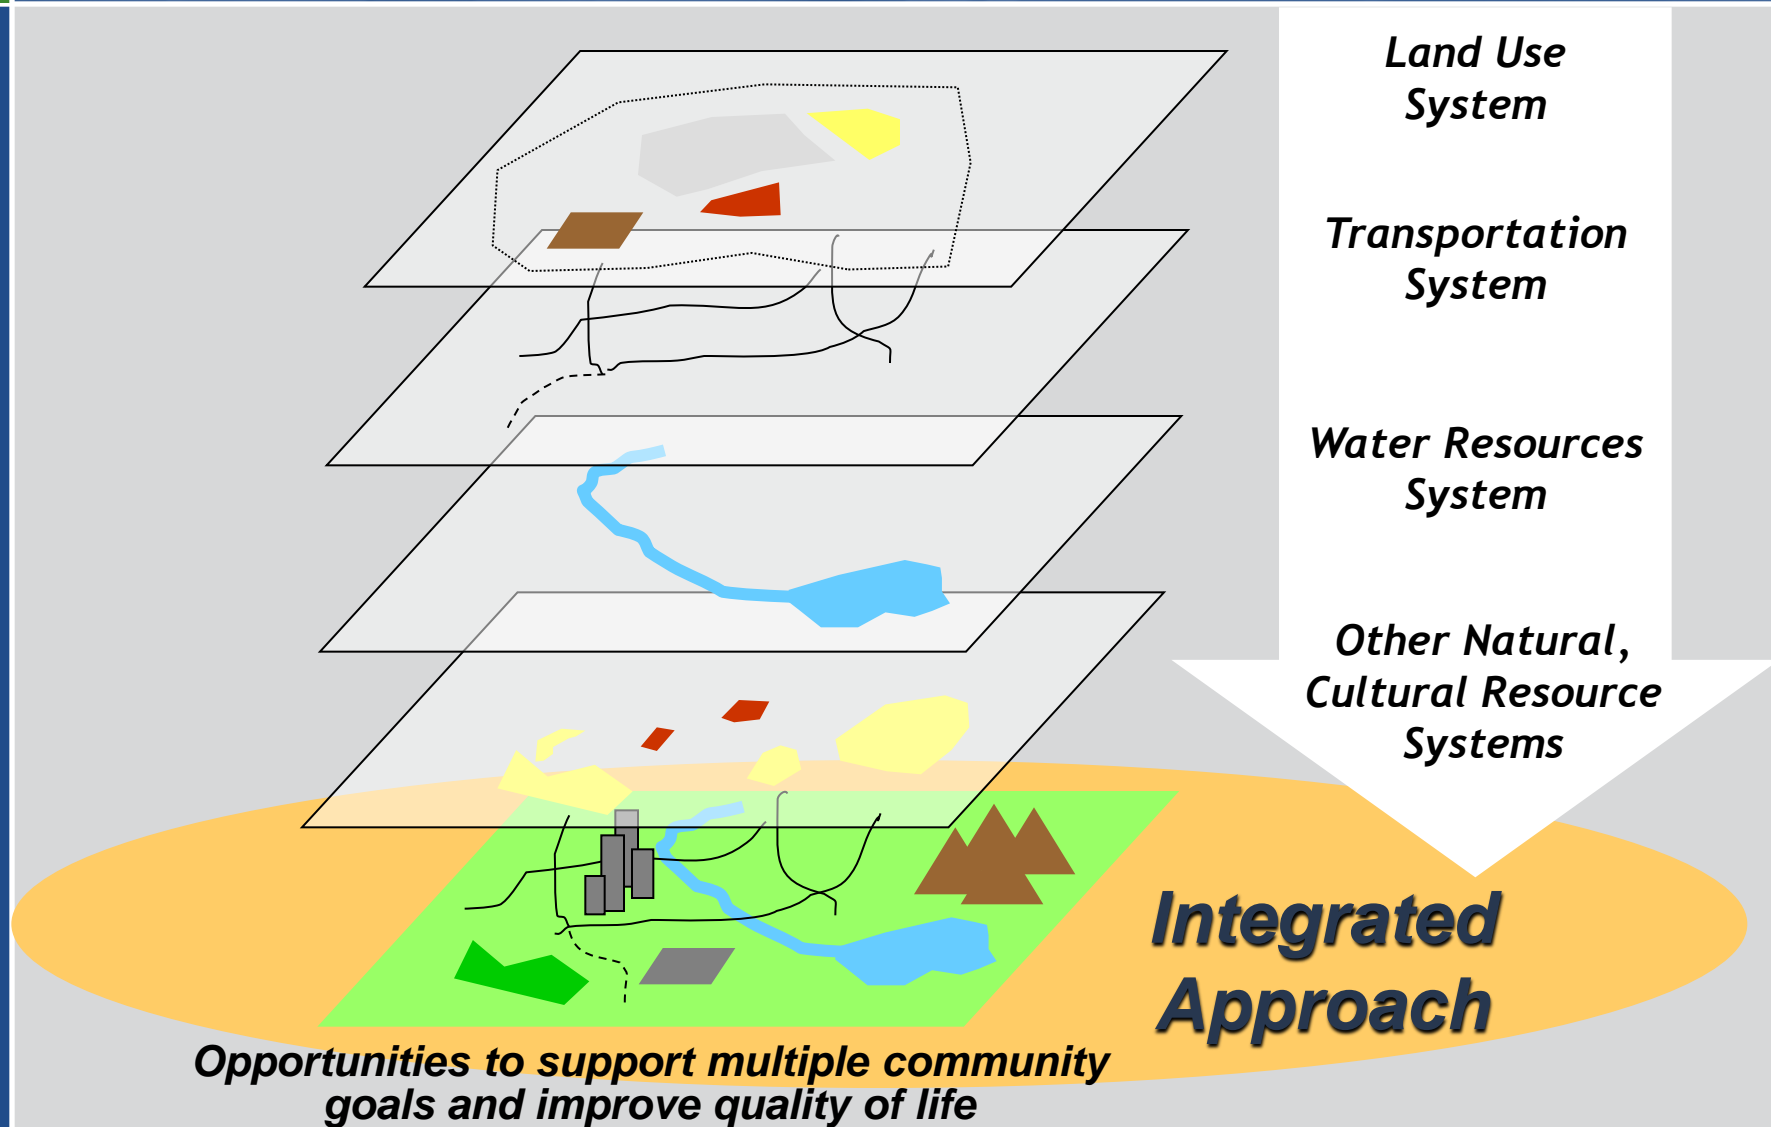 Land Use
System
Transportation
System
Water Resources
System
Other Natural,
Cultural Resource
Systems
Integrated
Approach
Opportunities to support multiple community
goals and improve quality of life